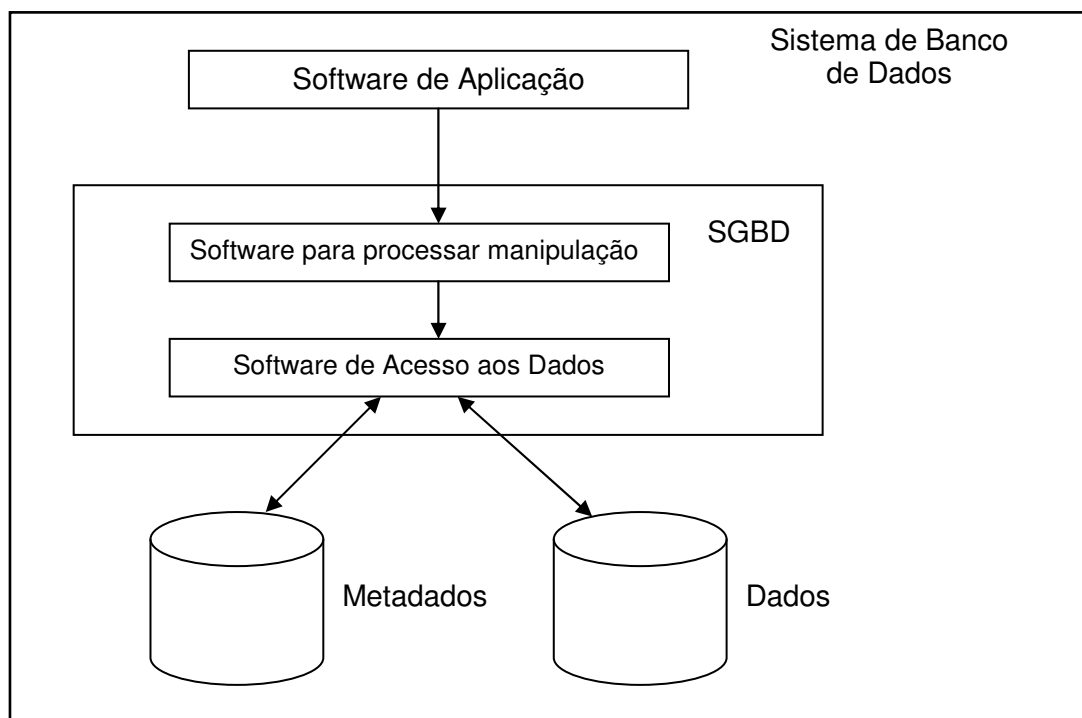 Sistema de Banco
de Dados
Software de Aplicação
SGBD
Software para processar manipulação
Software de Acesso aos Dados
Metadados
Dados